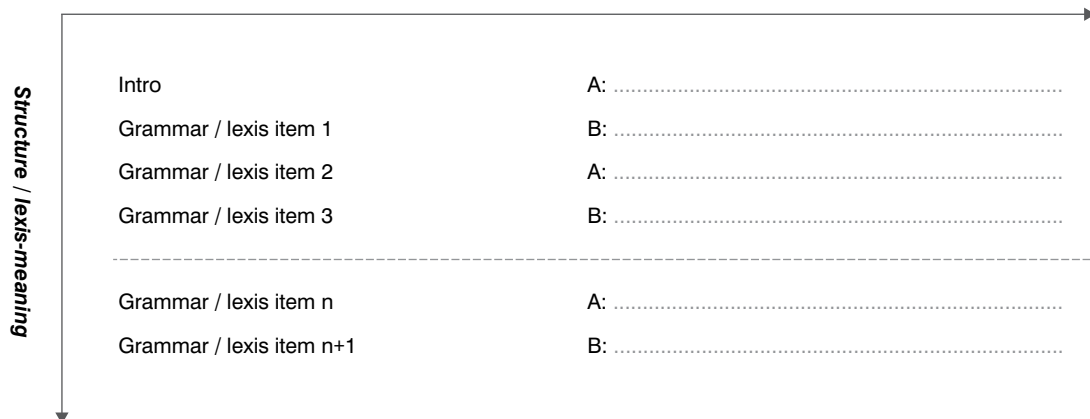 Structure / lexis-meaning
Intro A: ........................................................................................
Grammar / lexis item 1 B: ........................................................................................
Grammar / lexis item 2 A: ........................................................................................
Grammar / lexis item 3 B: ........................................................................................
Grammar / lexis item n A: ........................................................................................
Grammar / lexis item n+1 B: ........................................................................................